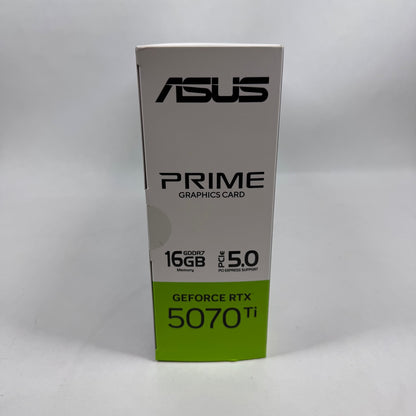 ASUS
PRIME
GRAPHICS CARD
16GB GDDR7 Memory
PCIe 5.0
PCI EXPRESS SUPPORT
GEFORCE RTX
5070 Ti